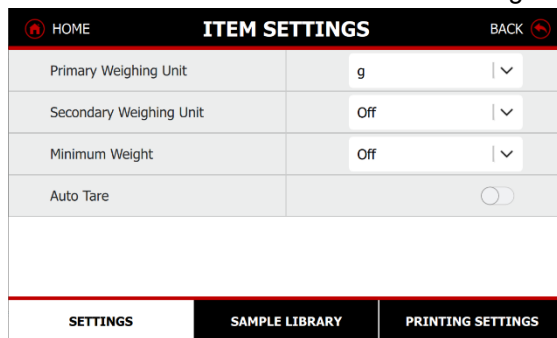 HOME ITEM SETTINGS BACK
Primary Weighing Unit g
Secondary Weighing Unit Off
Minimum Weight Off
Auto Tare
SETTINGS SAMPLE LIBRARY PRINTING SETTINGS